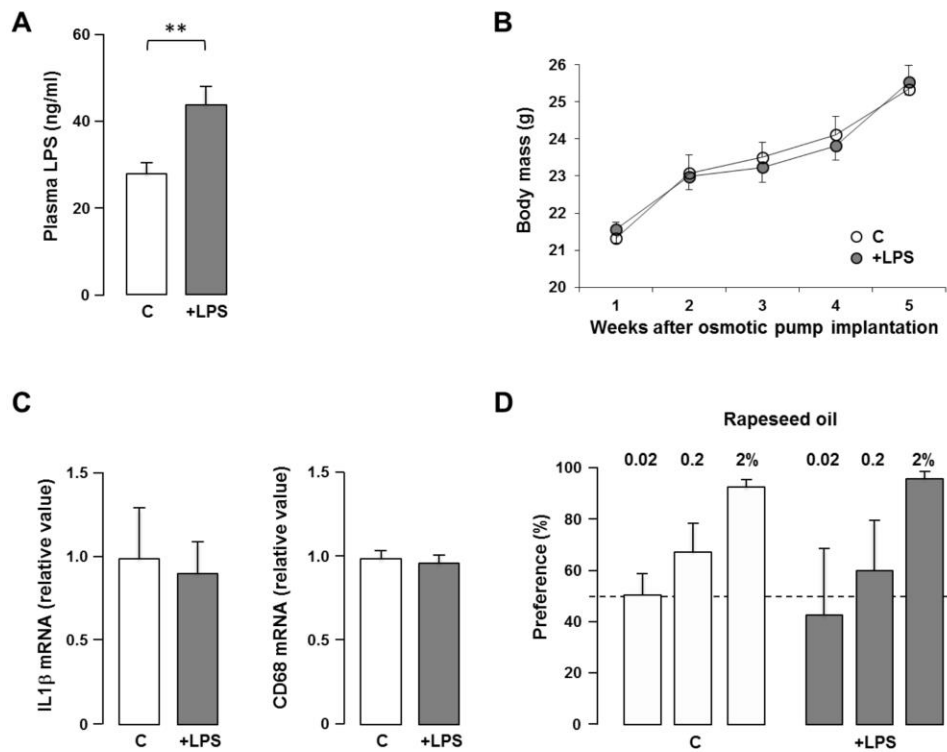 A
Plasma LPS (ng/ml)
60
40
20
0
**
C +LPS
B
Body mass (g)
26
25
23
22
21
20
C
+LPS
1 2 3 4 5
Weeks after osmotic pump implantation
C
IL1β mRNA (relative value)
1.5
1.0
0.5
0
C +LPS
CD68 mRNA (relative value)
1.5
1.0
0.5
0
C +LPS
D
Rapeseed oil
0.02 0.2 2% 0.02 0.2 2%
Preference (%)
100
80
60
40
20
0
C +LPS